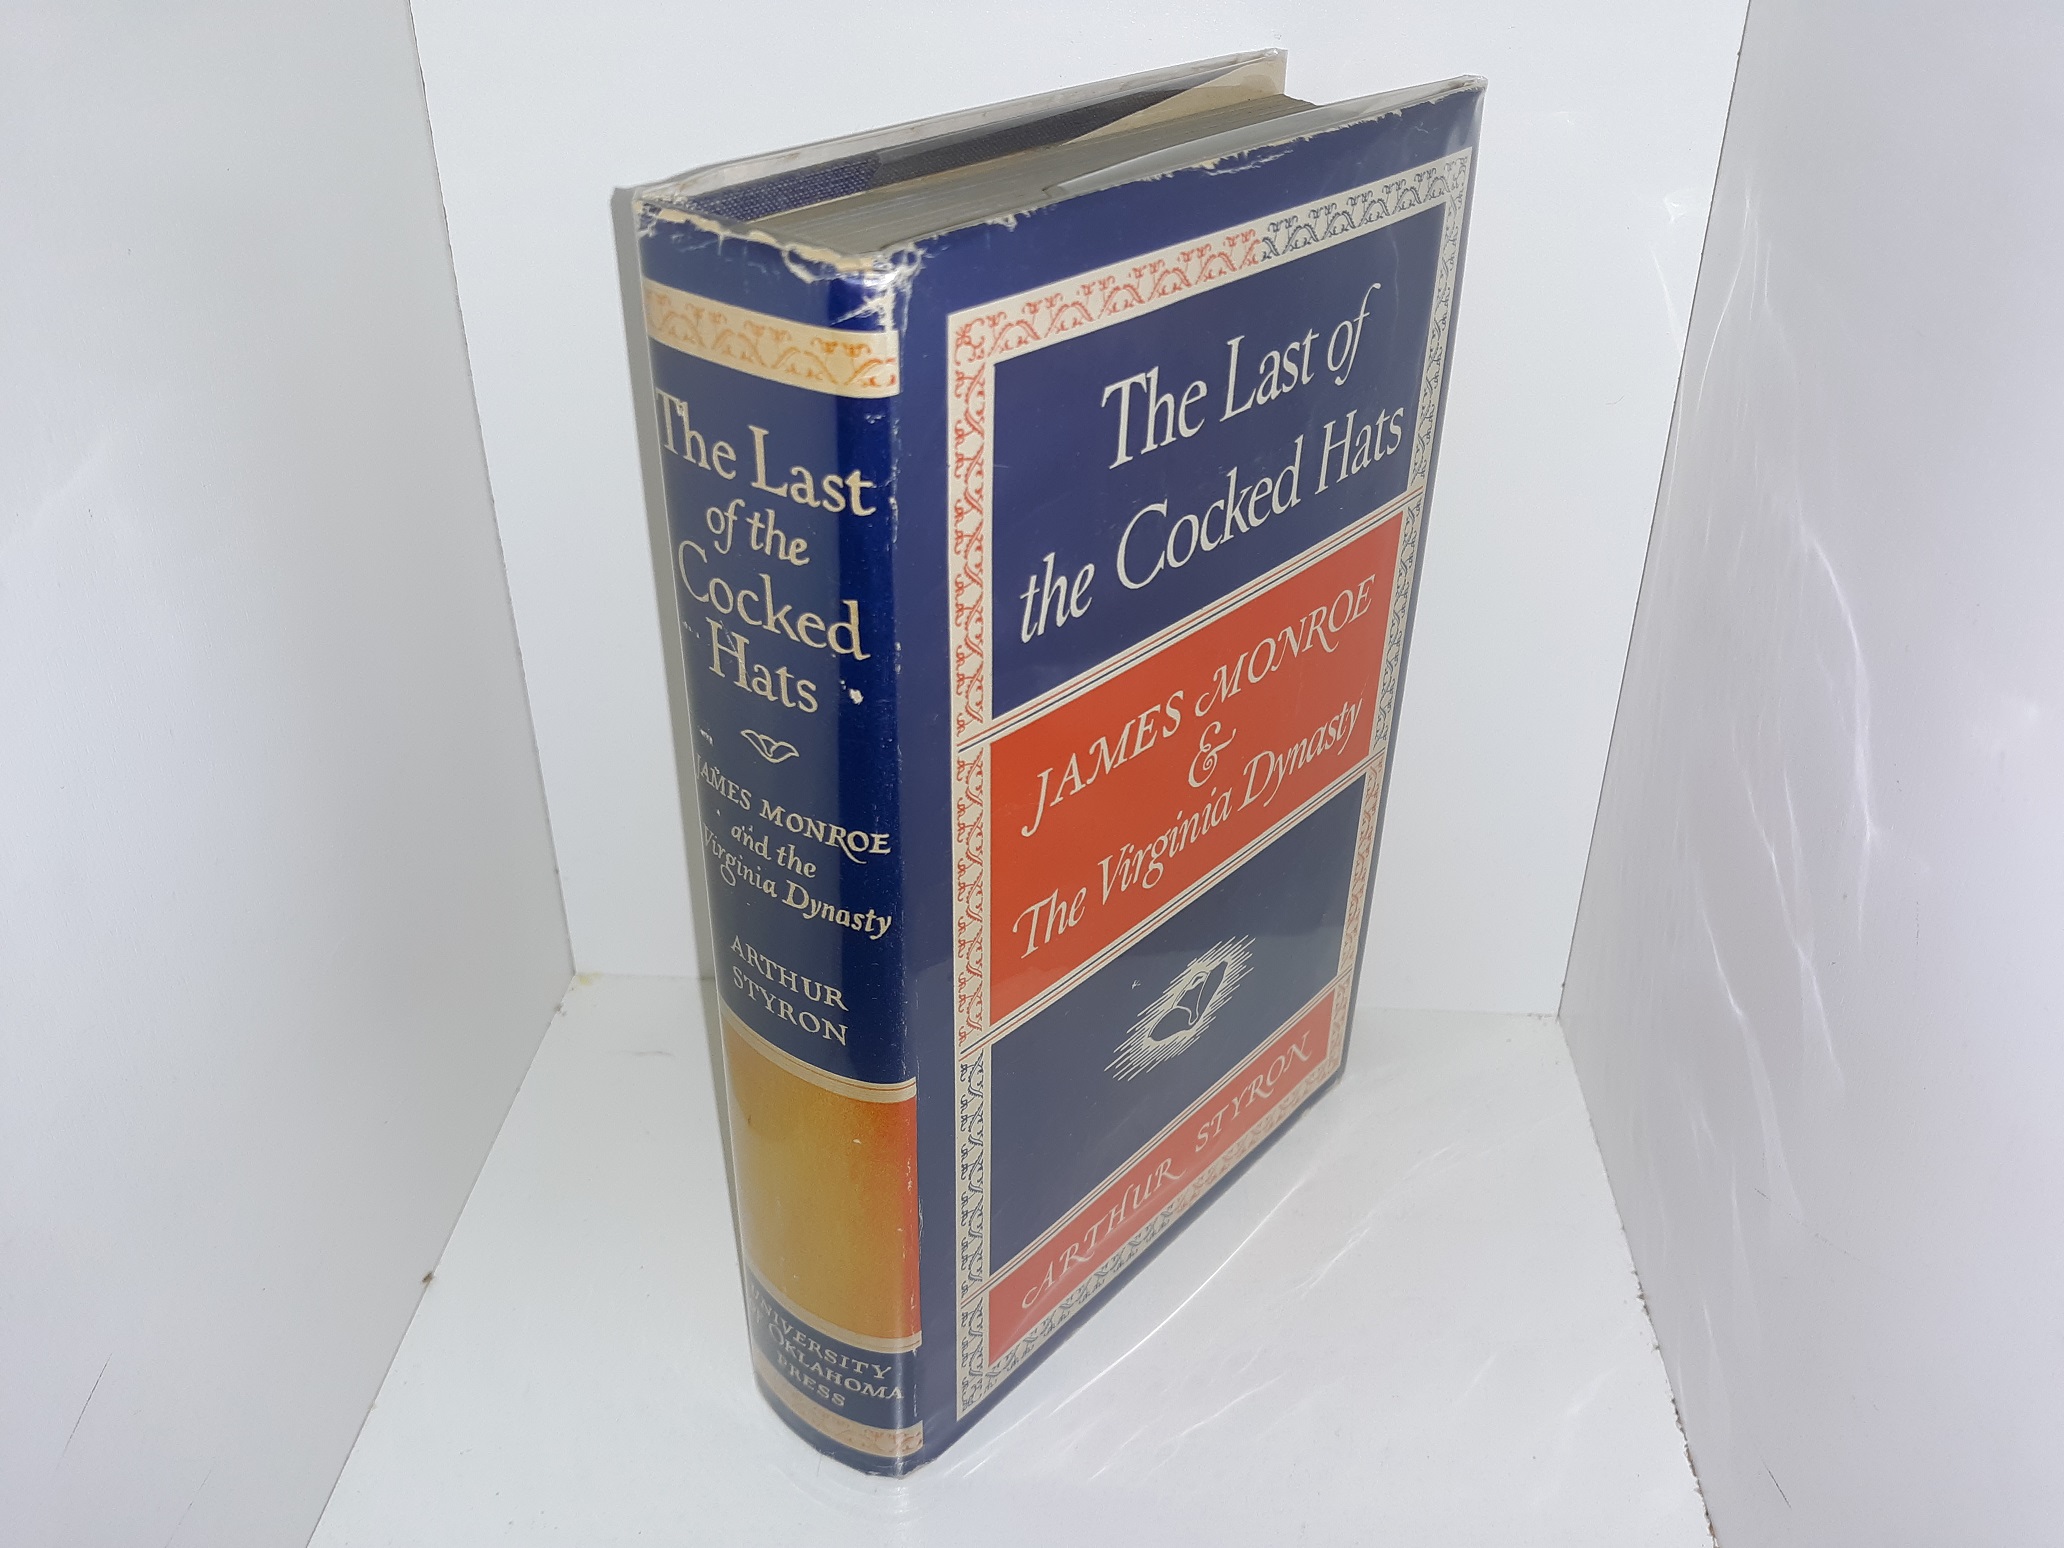 The Last
of the
Cocked
Hats
JAMES MONROE
and the
Virginia Dynasty
ARTHUR
STYRON
UNIVERSITY
OF OKLAHOMA
PRESS
The Last of
the Cocked Hats
JAMES MONROE
&
The Virginia Dynasty
ARTHUR STYRON